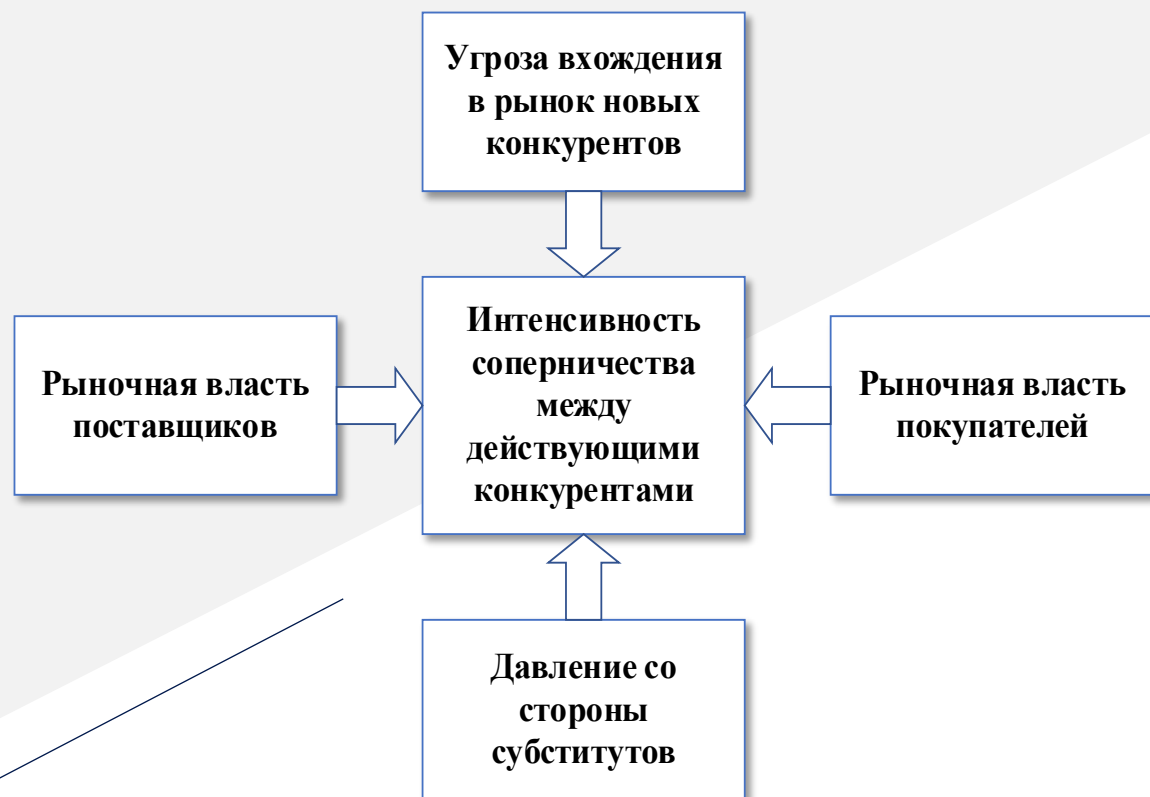 Угроза вхождения
в рынок новых
конкурентов
Рыночная власть
поставщиков
Интенсивность
соперничества
между
действующими
конкурентами
Рыночная власть
покупателей
Давление со
стороны
субститутов